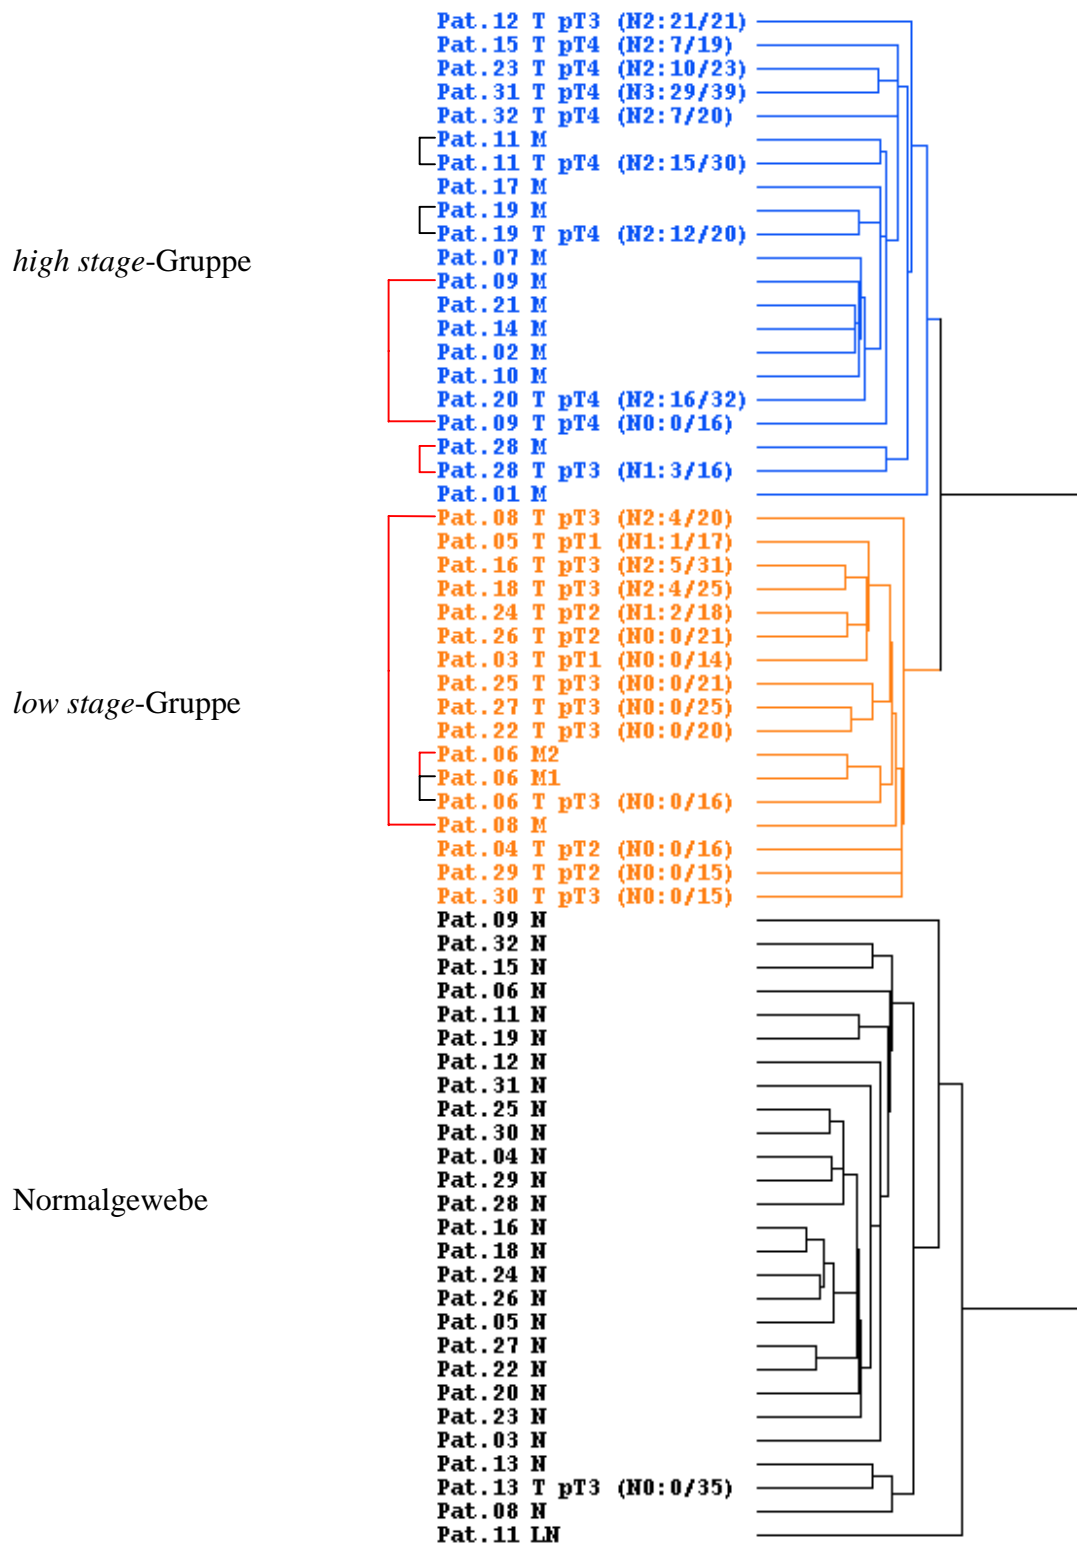 Pat.12 T pT3 (N2:21/21)
Pat.15 T pT4 (N2:7/19)
Pat.23 T pT4 (N2:10/23)
Pat.31 T pT4 (N3:29/39)
Pat.32 T pT4 (N2:7/20)
Pat.11 M
Pat.11 T pT4 (N2:15/30)
Pat.17 M
Pat.19 M
Pat.19 T pT4 (N2:12/20)
high stage-Gruppe
Pat.07 M
Pat.09 M
Pat.21 M
Pat.14 M
Pat.02 M
Pat.10 M
Pat.20 T pT4 (N2:16/32)
Pat.09 T pT4 (N0:0/16)
Pat.28 M
Pat.28 T pT3 (N1:3/16)
Pat.01 M
Pat.08 T pT3 (N2:4/20)
Pat.05 T pT1 (N1:1/17)
Pat.16 T pT3 (N2:5/31)
Pat.18 T pT3 (N2:4/25)
Pat.24 T pT2 (N1:2/18)
Pat.26 T pT2 (N0:0/21)
Pat.03 T pT1 (N0:0/14)
Pat.25 T pT3 (N0:0/21)
low stage-Gruppe
Pat.27 T pT3 (N0:0/25)
Pat.22 T pT3 (N0:0/20)
Pat.06 M2
Pat.06 M1
Pat.06 T pT3 (N0:0/16)
Pat.08 M
Pat.04 T pT2 (N0:0/16)
Pat.29 T pT2 (N0:0/15)
Pat.30 T pT3 (N0:0/15)
Pat.09 N
Pat.32 N
Pat.15 N
Pat.06 N
Pat.11 N
Pat.19 N
Pat.12 N
Pat.31 N
Pat.25 N
Pat.30 N
Pat.04 N
Pat.29 N
Normalgewebe
Pat.28 N
Pat.16 N
Pat.18 N
Pat.24 N
Pat.26 N
Pat.05 N
Pat.27 N
Pat.22 N
Pat.20 N
Pat.23 N
Pat.03 N
Pat.13 N
Pat.13 T pT3 (N0:0/35)
Pat.08 N
Pat.11 LN